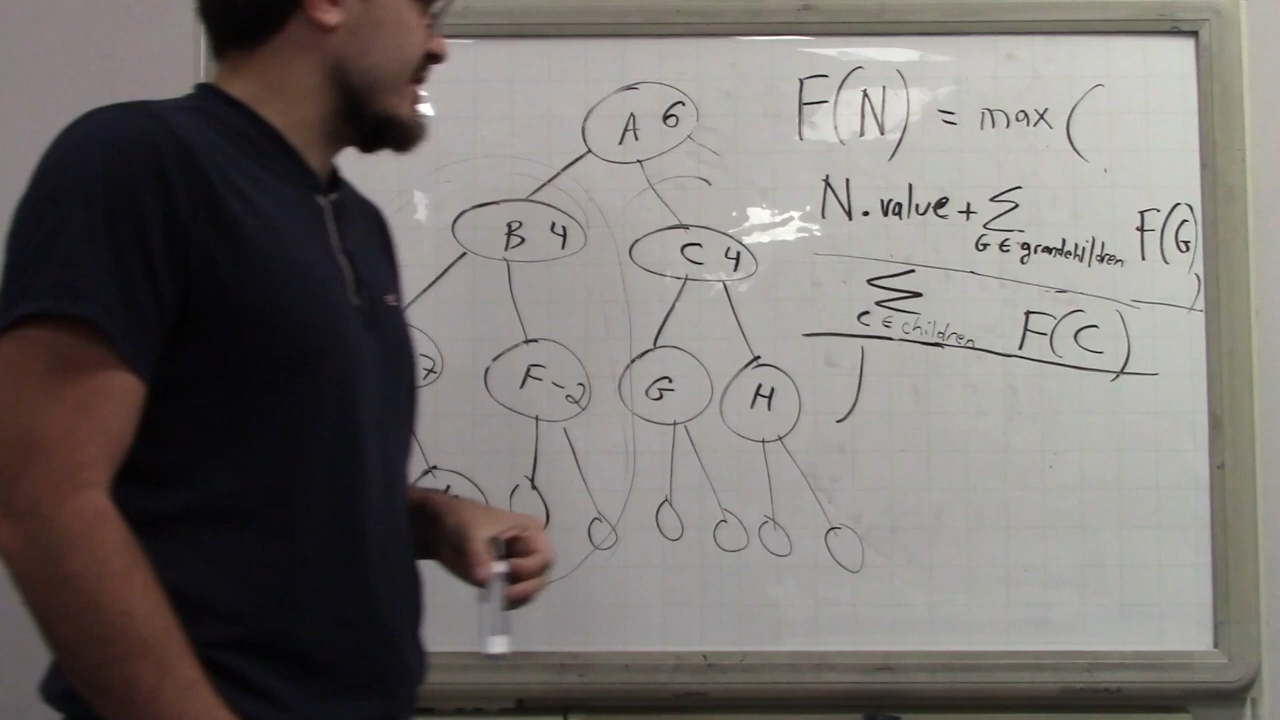 A 6
B 4
C 4
7
F -2
G
H
F(N) = max (
N.value + ∑ G ∈ grandchildren F(G)
∑ C ∈ children F(C)
)